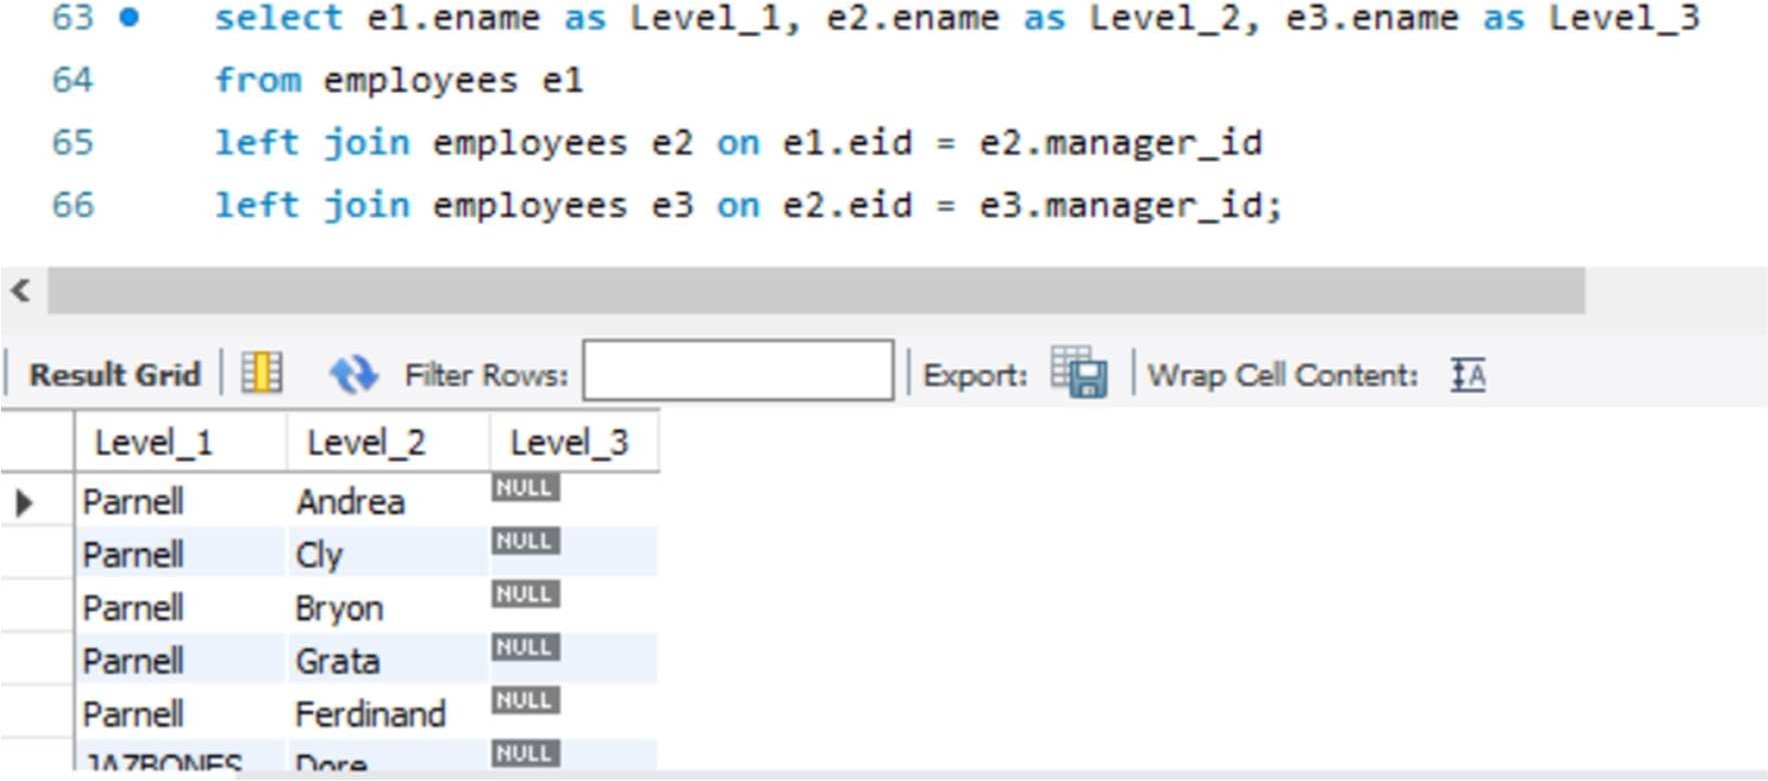 63 select e1.ename as Level_1, e2.ename as Level_2, e3.ename as Level_3
64 from employees e1
65 left join employees e2 on e1.eid = e2.manager_id
66 left join employees e3 on e2.eid = e3.manager_id;
Result Grid Filter Rows: Export: Wrap Cell Content: A
Level_1 Level_2 Level_3
Parnell Andrea NULL
Parnell Cly NULL
Parnell Bryon NULL
Parnell Grata NULL
Parnell Ferdinand NULL
JAZBONES Dore NULL